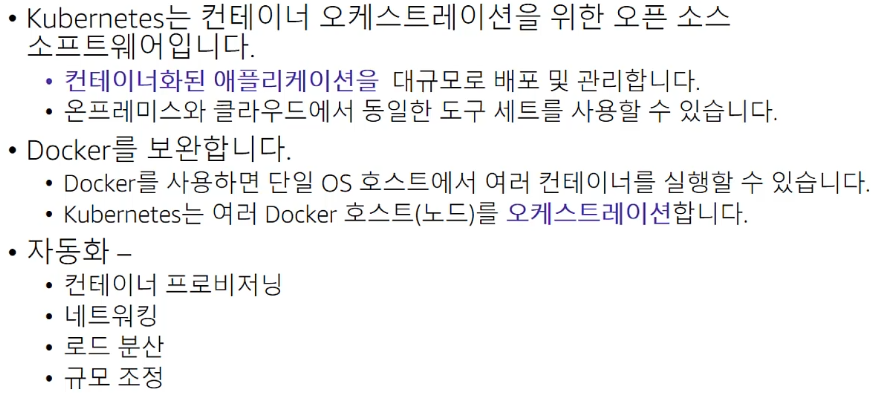 • Kubernetes는 컨테이너 오케스트레이션을 위한 오픈 소스
소프트웨어입니다.
• 컨테이너화된 애플리케이션을 대규모로 배포 및 관리합니다.
• 온프레미스와 클라우드에서 동일한 도구 세트를 사용할 수 있습니다.
• Docker를 보완합니다.
• Docker를 사용하면 단일 OS 호스트에서 여러 컨테이너를 실행할 수 있습니다.
• Kubernetes는 여러 Docker 호스트(노드)를 오케스트레이션합니다.
• 자동화 –
• 컨테이너 프로비저닝
• 네트워킹
• 로드 분산
• 규모 조정